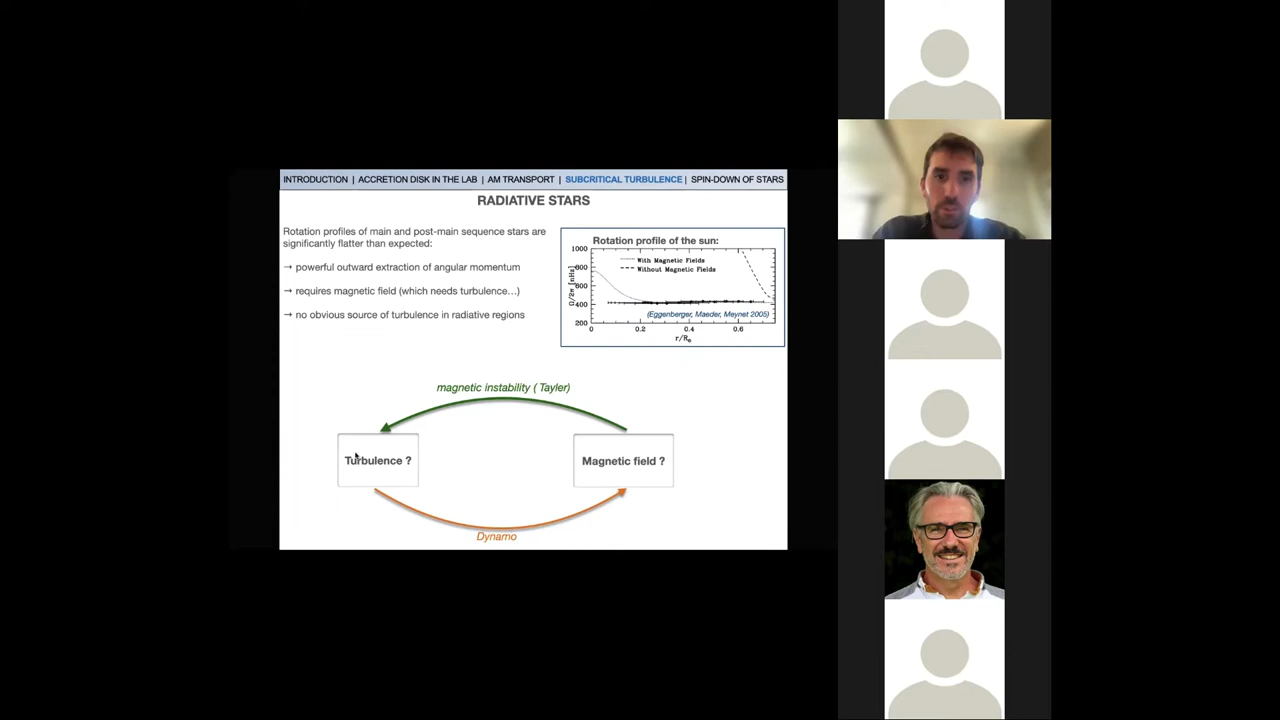 INTRODUCTION | ACCRETION DISK IN THE LAB | AM TRANSPORT | SUBCRITICAL TURBULENCE | SPIN-DOWN OF STARS
RADIATIVE STARS
Rotation profiles of main and post-main sequence stars are
significantly flatter than expected:
→ powerful outward extraction of angular momentum
→ requires magnetic field (which needs turbulence…)
→ no obvious source of turbulence in radiative regions
Rotation profile of the sun:
1000
800
600
400
200
Ω/2π [nHz]
With Magnetic Fields
Without Magnetic Fields
(Eggenberger, Maeder, Meynet 2005)
0 0.2 0.4 0.6
r/R⊙
magnetic instability ( Tayler)
Turbulence ?
Magnetic field ?
Dynamo